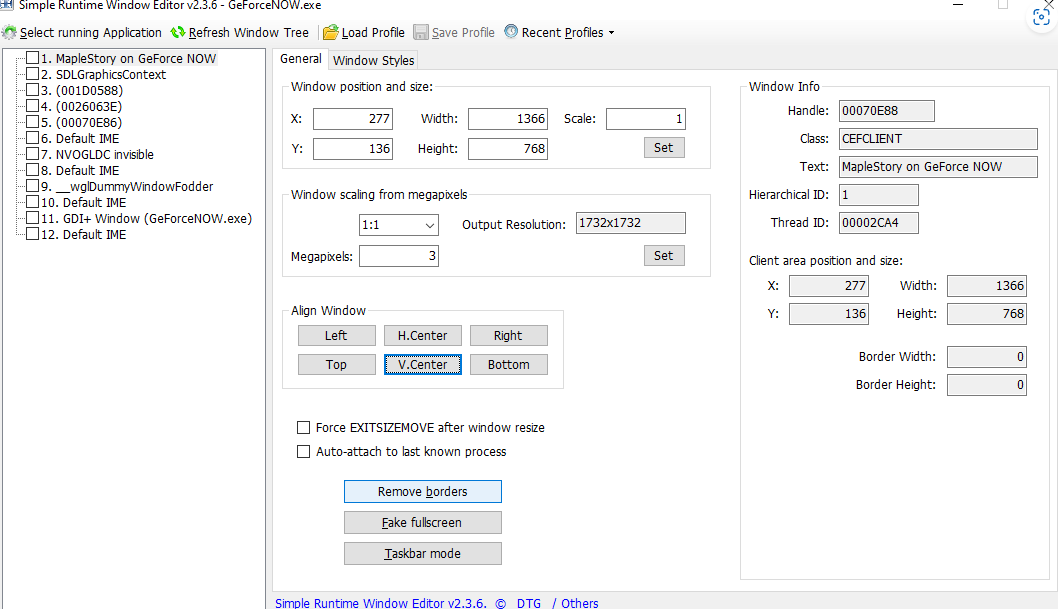 Simple Runtime Window Editor v2.3.6 - GeForceNOW.exe
Select running Application Refresh Window Tree Load Profile Save Profile Recent Profiles
1. MapleStory on GeForce NOW
2. SDLGraphicsContext
3. (001D0588)
4. (0026063E)
5. (00070E86)
6. Default IME
7. NVOGLDC invisible
8. Default IME
9. __wglDummyWindowFodder
10. Default IME
11. GDI+ Window (GeForceNOW.exe)
12. Default IME
General Window Styles
Window position and size:
X: 277 Width: 1366 Scale: 1
Y: 136 Height: 768 Set
Window scaling from megapixels
1:1 Output Resolution: 1732x1732
Megapixels: 3 Set
Align Window
Left H.Center Right
Top V.Center Bottom
Force EXITSIZEMOVE after window resize
Auto-attach to last known process
Remove borders
Fake fullscreen
Taskbar mode
Window Info
Handle: 00070E88
Class: CEFCLIENT
Text: MapleStory on GeForce NOW
Hierarchical ID: 1
Thread ID: 00002CA4
Client area position and size:
X: 277 Width: 1366
Y: 136 Height: 768
Border Width: 0
Border Height: 0
Simple Runtime Window Editor v2.3.6. © DTG / Others